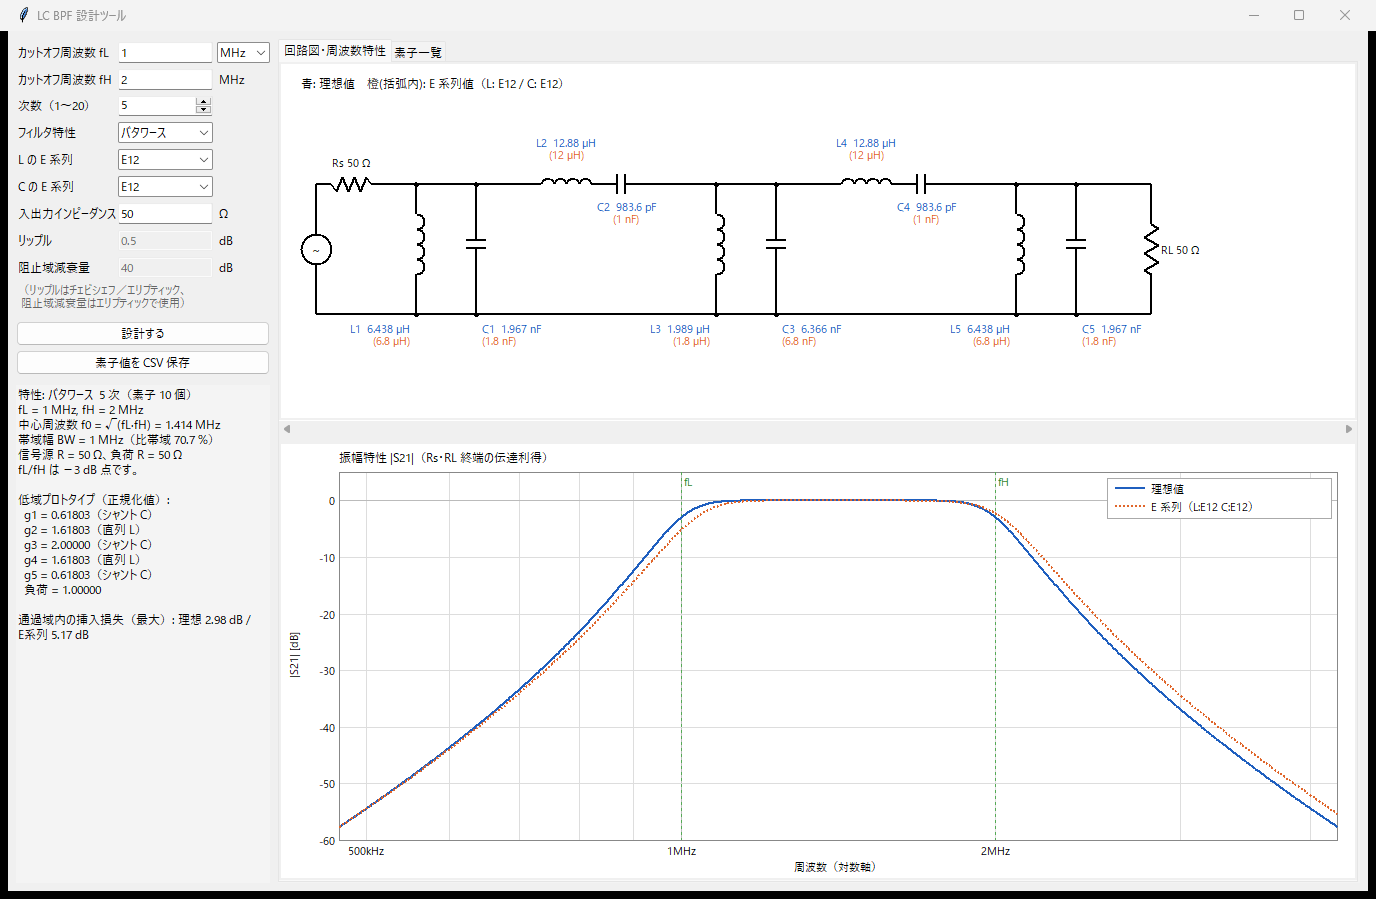 LC BPF 設計ツール
カットオフ周波数 fL 1 MHz
カットオフ周波数 fH 2 MHz
次数（1～20） 5
フィルタ特性 バタワース
L の E 系列 E12
C の E 系列 E12
入出力インピーダンス 50 Ω
リップル 0.5 dB
阻止域減衰量 40 dB
（リップルはチェビシェフ／エリプティック、
阻止域減衰量はエリプティックで使用）
設計する
素子値を CSV 保存
特性: バタワース 5 次（素子 10 個）
fL = 1 MHz, fH = 2 MHz
中心周波数 f0 = √(fL·fH) = 1.414 MHz
帯域幅 BW = 1 MHz（比帯域 70.7 %）
信号源 R = 50 Ω、負荷 R = 50 Ω
fL/fH は －3 dB 点です。
低域プロトタイプ（正規化値）:
g1 = 0.61803（シャント C）
g2 = 1.61803（直列 L）
g3 = 2.00000（シャント C）
g4 = 1.61803（直列 L）
g5 = 0.61803（シャント C）
負荷 = 1.00000
通過域内の挿入損失（最大）: 理想 2.98 dB /
E系列 5.17 dB
回路図・周波数特性 素子一覧
青: 理想値 橙(括弧内): E 系列値（L: E12 / C: E12）
L2 12.88 µH
(12 µH)
L4 12.88 µH
(12 µH)
Rs 50 Ω
C2 983.6 pF
(1 nF)
C4 983.6 pF
(1 nF)
~
RL 50 Ω
L1 6.438 µH
(6.8 µH)
C1 1.967 nF
(1.8 nF)
L3 1.989 µH
(1.8 µH)
C3 6.366 nF
(6.8 nF)
L5 6.438 µH
(6.8 µH)
C5 1.967 nF
(1.8 nF)
振幅特性 |S21|（Rs・RL 終端の伝達利得）
fL
fH
理想値
E 系列（L:E12 C:E12）
0
-10
-20
-30
-40
-50
-60
|S21| [dB]
500kHz 1MHz 2MHz
周波数（対数軸）